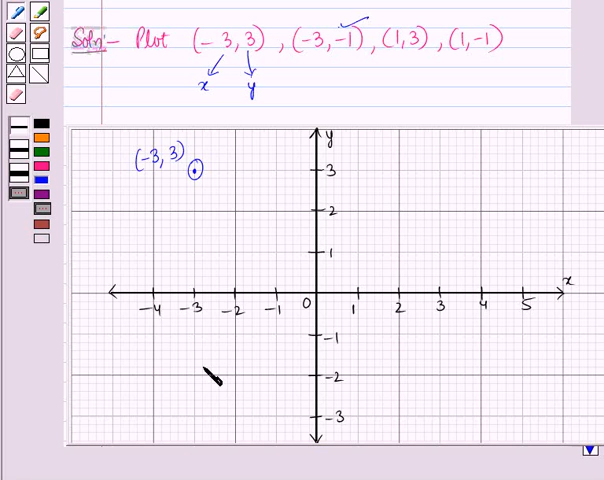 Soln:- Plot (-3, 3), (-3, -1), (1, 3), (1, -1)
x y
(-3, 3)
y
3
2
1
x
-4 -3 -2 -1 0 1 2 3 4 5
-1
-2
-3